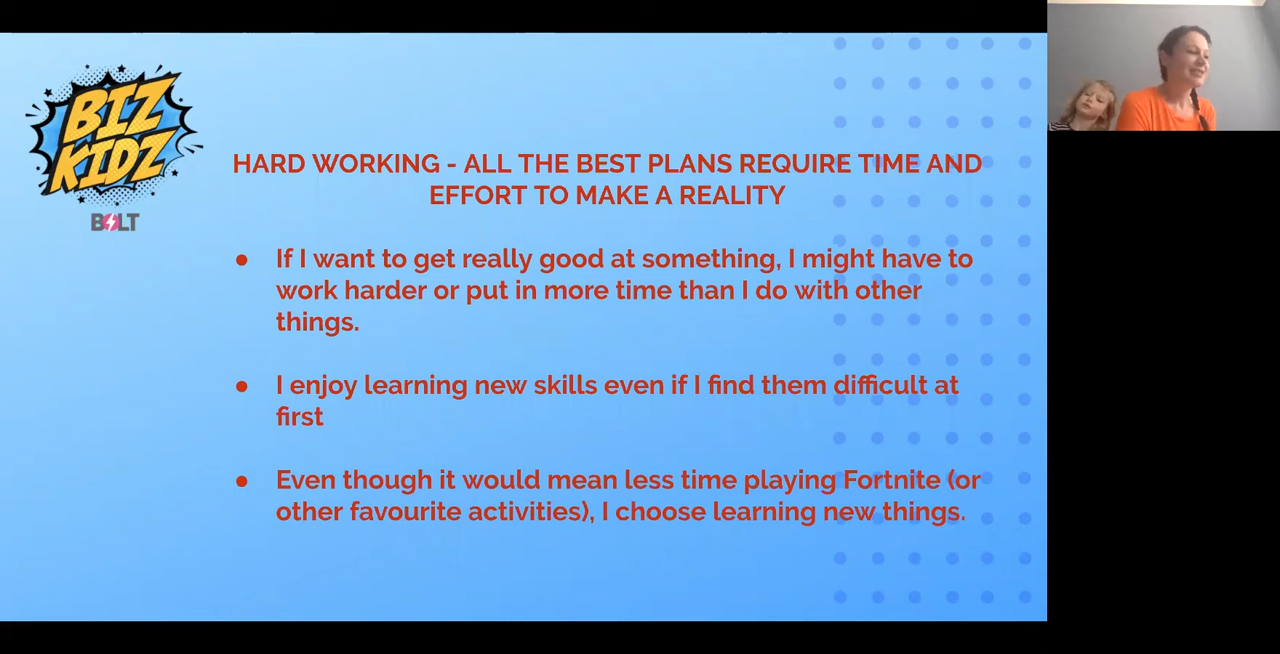 BIZ
KIDZ
BOLT
HARD WORKING - ALL THE BEST PLANS REQUIRE TIME AND
EFFORT TO MAKE A REALITY
● If I want to get really good at something, I might have to
work harder or put in more time than I do with other
things.
● I enjoy learning new skills even if I find them difficult at
first
● Even though it would mean less time playing Fortnite (or
other favourite activities), I choose learning new things.